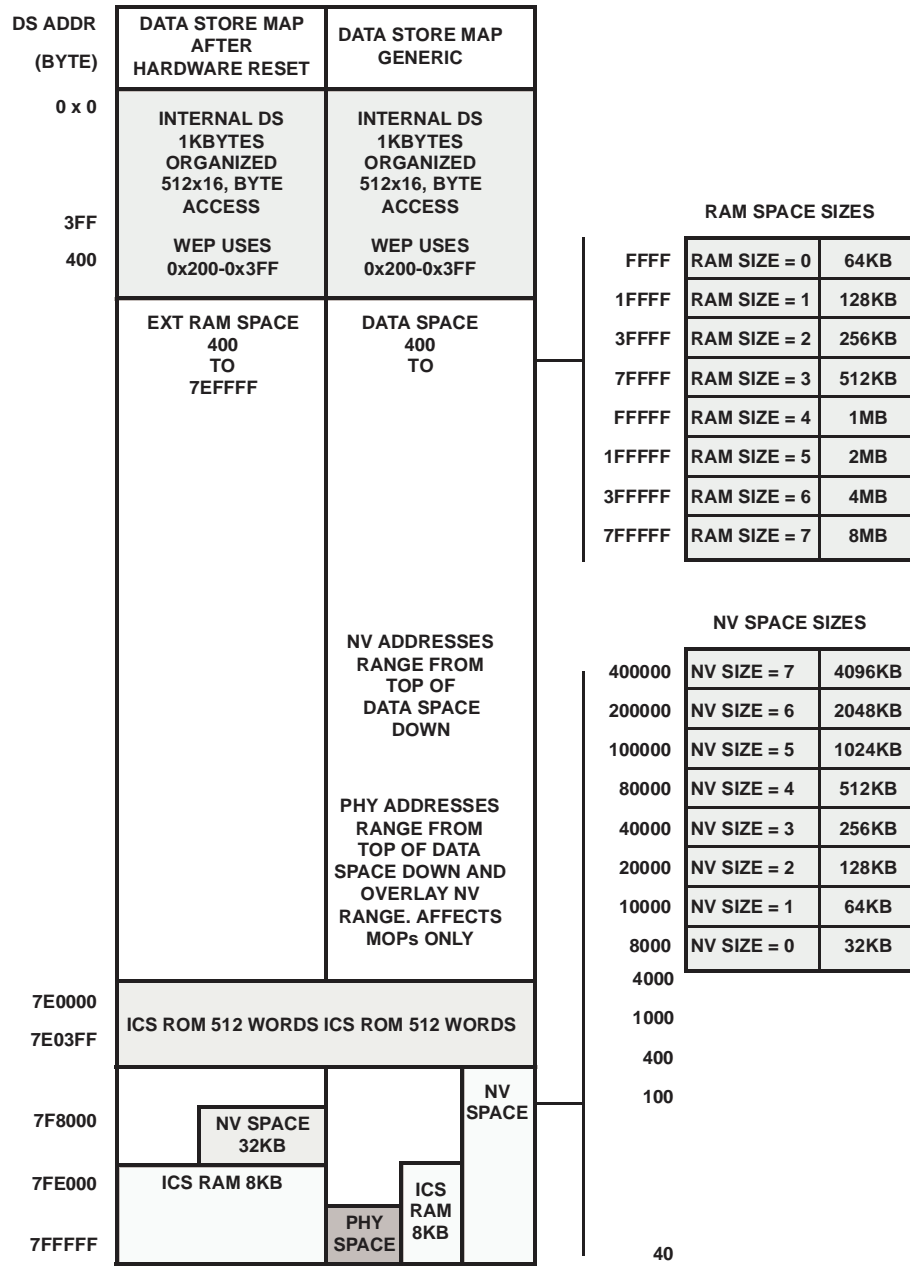 DS ADDR
(BYTE)
DATA STORE MAP
AFTER
HARDWARE RESET
DATA STORE MAP
GENERIC
0 x 0
3FF
400
INTERNAL DS
1KBYTES
ORGANIZED
512x16, BYTE
ACCESS
WEP USES
0x200-0x3FF
INTERNAL DS
1KBYTES
ORGANIZED
512x16, BYTE
ACCESS
WEP USES
0x200-0x3FF
EXT RAM SPACE
400
TO
7EFFFF
DATA SPACE
400
TO
RAM SPACE SIZES
FFFF RAM SIZE = 0 64KB
1FFFF RAM SIZE = 1 128KB
3FFFF RAM SIZE = 2 256KB
7FFFF RAM SIZE = 3 512KB
FFFFF RAM SIZE = 4 1MB
1FFFFF RAM SIZE = 5 2MB
3FFFFF RAM SIZE = 6 4MB
7FFFFF RAM SIZE = 7 8MB
NV ADDRESSES
RANGE FROM
TOP OF
DATA SPACE
DOWN
PHY ADDRESSES
RANGE FROM
TOP OF DATA
SPACE DOWN AND
OVERLAY NV
RANGE. AFFECTS
MOPs ONLY
NV SPACE SIZES
400000 NV SIZE = 7 4096KB
200000 NV SIZE = 6 2048KB
100000 NV SIZE = 5 1024KB
80000 NV SIZE = 4 512KB
40000 NV SIZE = 3 256KB
20000 NV SIZE = 2 128KB
10000 NV SIZE = 1 64KB
8000 NV SIZE = 0 32KB
4000
1000
400
100
40
7E0000
7E03FF
ICS ROM 512 WORDS ICS ROM 512 WORDS
7F8000
7FE000
7FFFFF
NV SPACE
32KB
ICS RAM 8KB
PHY
SPACE
ICS
RAM
8KB
NV
SPACE